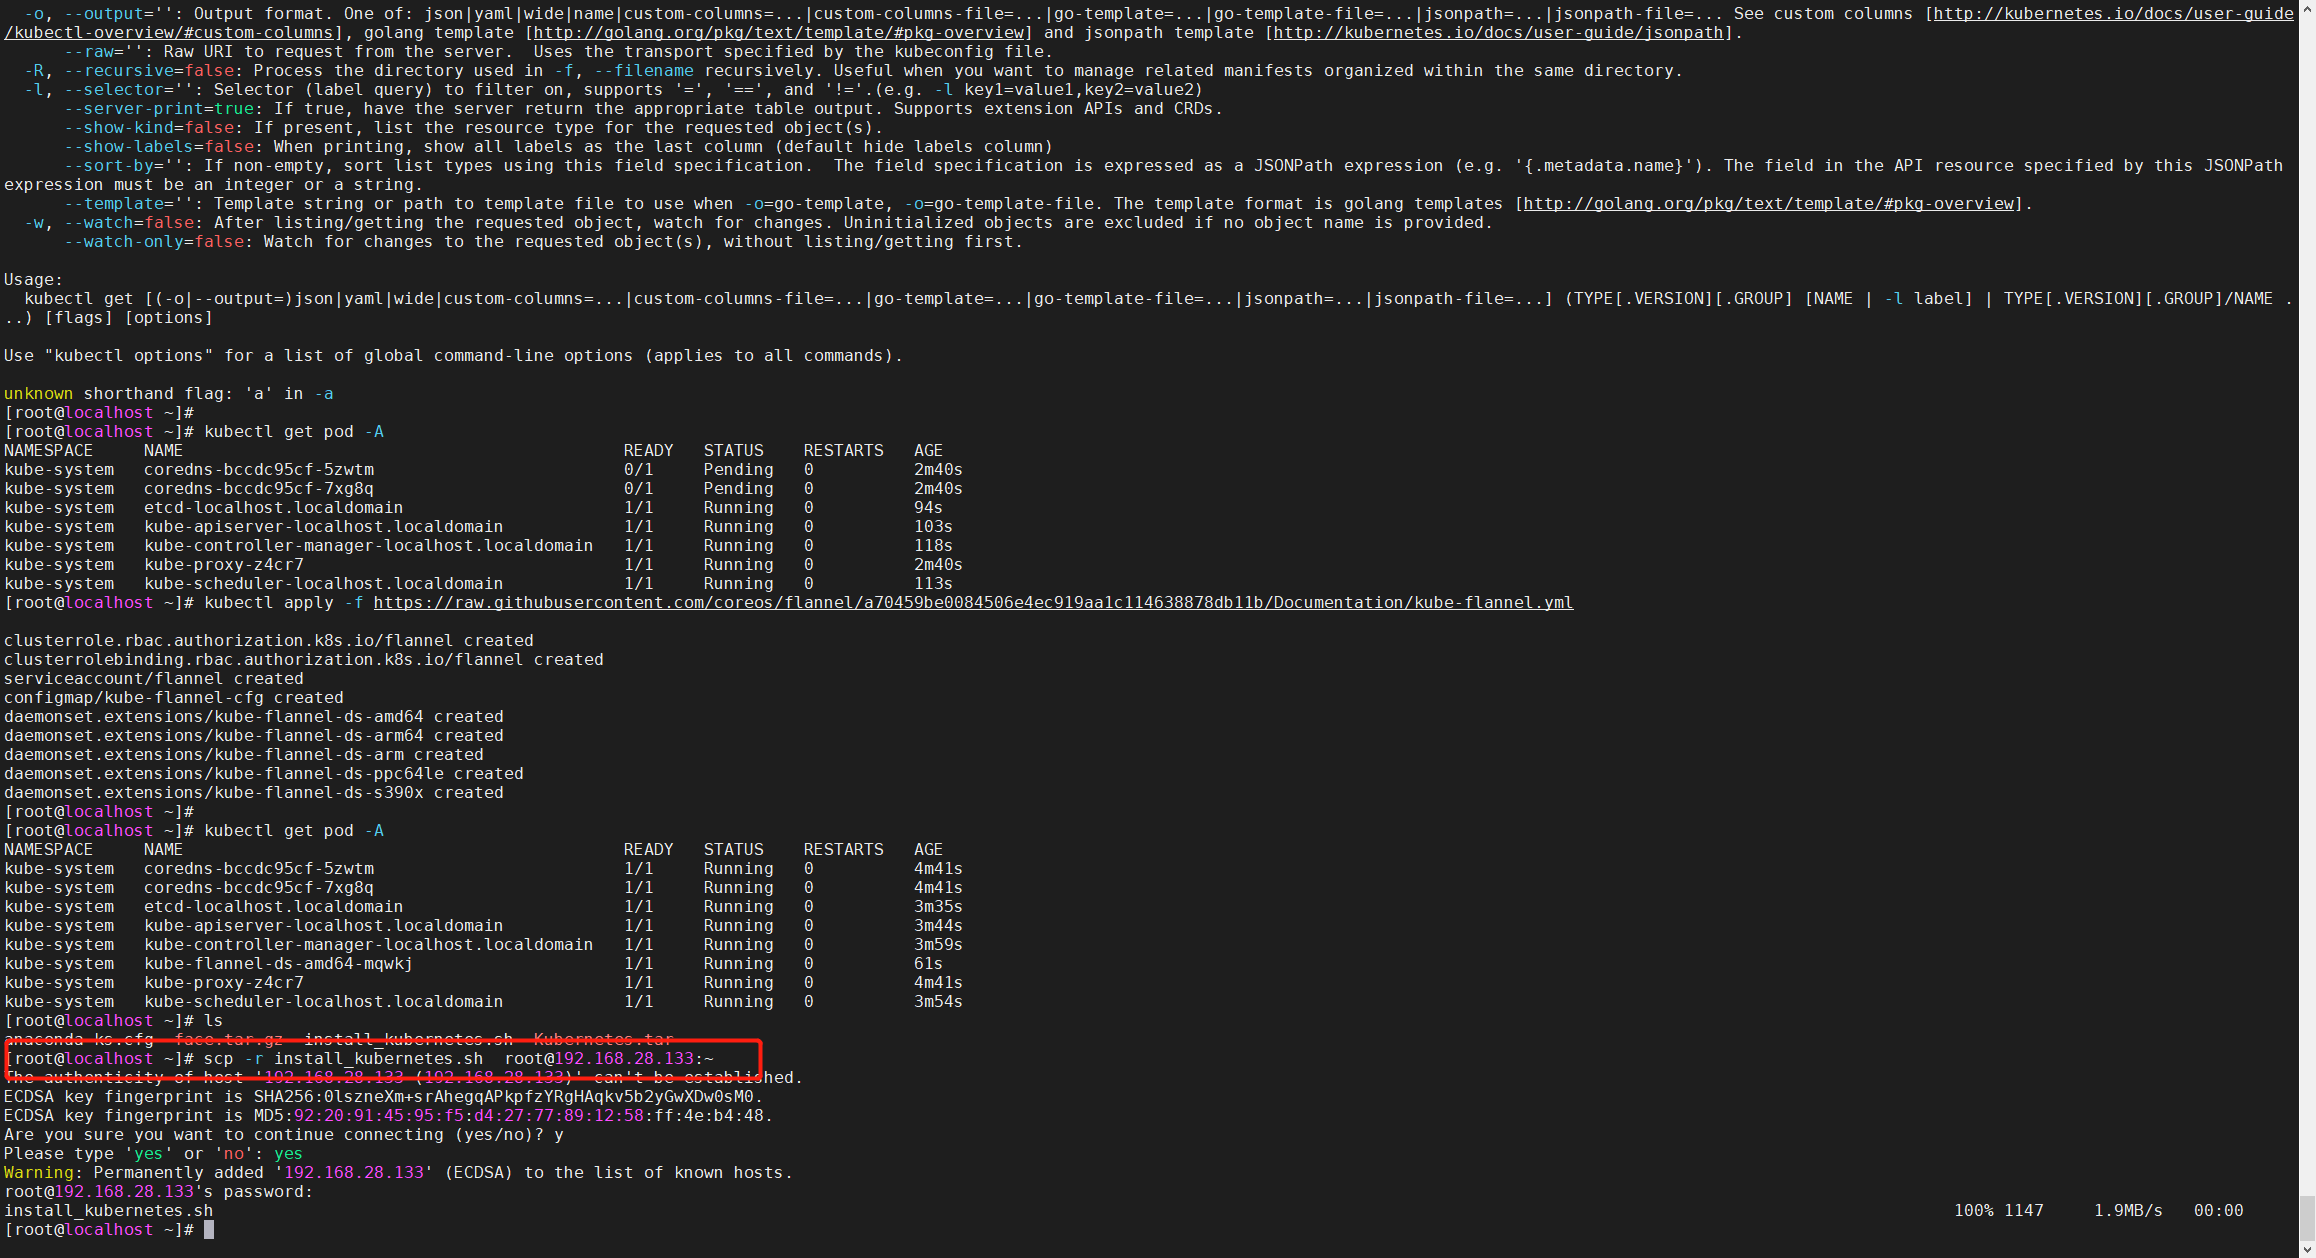 -o, --output='': Output format. One of: json|yaml|wide|name|custom-columns=...|custom-columns-file=...|go-template=...|go-template-file=...|jsonpath=...|jsonpath-file=... See custom columns [http://kubernetes.io/docs/user-guide
/kubectl-overview/#custom-columns], golang template [http://golang.org/pkg/text/template/#pkg-overview] and jsonpath template [http://kubernetes.io/docs/user-guide/jsonpath].
      --raw='': Raw URI to request from the server.  Uses the transport specified by the kubeconfig file.
  -R, --recursive=false: Process the directory used in -f, --filename recursively. Useful when you want to manage related manifests organized within the same directory.
  -l, --selector='': Selector (label query) to filter on, supports '=', '==', and '!='.(e.g. -l key1=value1,key2=value2)
      --server-print=true: If true, have the server return the appropriate table output. Supports extension APIs and CRDs.
      --show-kind=false: If present, list the resource type for the requested object(s).
      --show-labels=false: When printing, show all labels as the last column (default hide labels column)
      --sort-by='': If non-empty, sort list types using this field specification.  The field specification is expressed as a JSONPath expression (e.g. '{.metadata.name}'). The field in the API resource specified by this JSONPath
expression must be an integer or a string.
      --template='': Template string or path to template file to use when -o=go-template, -o=go-template-file. The template format is golang templates [http://golang.org/pkg/text/template/#pkg-overview].
  -w, --watch=false: After listing/getting the requested object, watch for changes. Uninitialized objects are excluded if no object name is provided.
      --watch-only=false: Watch for changes to the requested object(s), without listing/getting first.
Usage:
  kubectl get [(-o|--output=)json|yaml|wide|custom-columns=...|custom-columns-file=...|go-template=...|go-template-file=...|jsonpath=...|jsonpath-file=...] (TYPE[.VERSION][.GROUP] [NAME | -l label] | TYPE[.VERSION][.GROUP]/NAME .
..) [flags] [options]
Use "kubectl options" for a list of global command-line options (applies to all commands).
unknown shorthand flag: 'a' in -a
[root@localhost ~]#
[root@localhost ~]# kubectl get pod -A
NAMESPACE     NAME                                            READY   STATUS    RESTARTS   AGE
kube-system   coredns-bccdc95cf-5zwtm                         0/1     Pending   0          2m40s
kube-system   coredns-bccdc95cf-7xg8q                         0/1     Pending   0          2m40s
kube-system   etcd-localhost.localdomain                      1/1     Running   0          94s
kube-system   kube-apiserver-localhost.localdomain            1/1     Running   0          103s
kube-system   kube-controller-manager-localhost.localdomain   1/1     Running   0          118s
kube-system   kube-proxy-z4cr7                                1/1     Running   0          2m40s
kube-system   kube-scheduler-localhost.localdomain            1/1     Running   0          113s
[root@localhost ~]# kubectl apply -f https://raw.githubusercontent.com/coreos/flannel/a70459be0084506e4ec919aa1c114638878db11b/Documentation/kube-flannel.yml
clusterrole.rbac.authorization.k8s.io/flannel created
clusterrolebinding.rbac.authorization.k8s.io/flannel created
serviceaccount/flannel created
configmap/kube-flannel-cfg created
daemonset.extensions/kube-flannel-ds-amd64 created
daemonset.extensions/kube-flannel-ds-arm64 created
daemonset.extensions/kube-flannel-ds-arm created
daemonset.extensions/kube-flannel-ds-ppc64le created
daemonset.extensions/kube-flannel-ds-s390x created
[root@localhost ~]#
[root@localhost ~]# kubectl get pod -A
NAMESPACE     NAME                                            READY   STATUS    RESTARTS   AGE
kube-system   coredns-bccdc95cf-5zwtm                         1/1     Running   0          4m41s
kube-system   coredns-bccdc95cf-7xg8q                         1/1     Running   0          4m41s
kube-system   etcd-localhost.localdomain                      1/1     Running   0          3m35s
kube-system   kube-apiserver-localhost.localdomain            1/1     Running   0          3m44s
kube-system   kube-controller-manager-localhost.localdomain   1/1     Running   0          3m59s
kube-system   kube-flannel-ds-amd64-mqwkj                     1/1     Running   0          61s
kube-system   kube-proxy-z4cr7                                1/1     Running   0          4m41s
kube-system   kube-scheduler-localhost.localdomain            1/1     Running   0          3m54s
[root@localhost ~]# ls
anaconda-ks.cfg  face.tar.gz  install_kubernetes.sh  Kubernetes.tar
[root@localhost ~]# scp -r install_kubernetes.sh  root@192.168.28.133:~
The authenticity of host '192.168.28.133 (192.168.28.133)' can't be established.
ECDSA key fingerprint is SHA256:0lszneXm+srAhegqAPkpfzYRgHAqkv5b2yGwXDw0sM0.
ECDSA key fingerprint is MD5:92:20:91:45:95:f5:d4:27:77:89:12:58:ff:4e:b4:48.
Are you sure you want to continue connecting (yes/no)? y
Please type 'yes' or 'no': yes
Warning: Permanently added '192.168.28.133' (ECDSA) to the list of known hosts.
root@192.168.28.133's password:
install_kubernetes.sh                                              100% 1147     1.9MB/s   00:00
[root@localhost ~]#